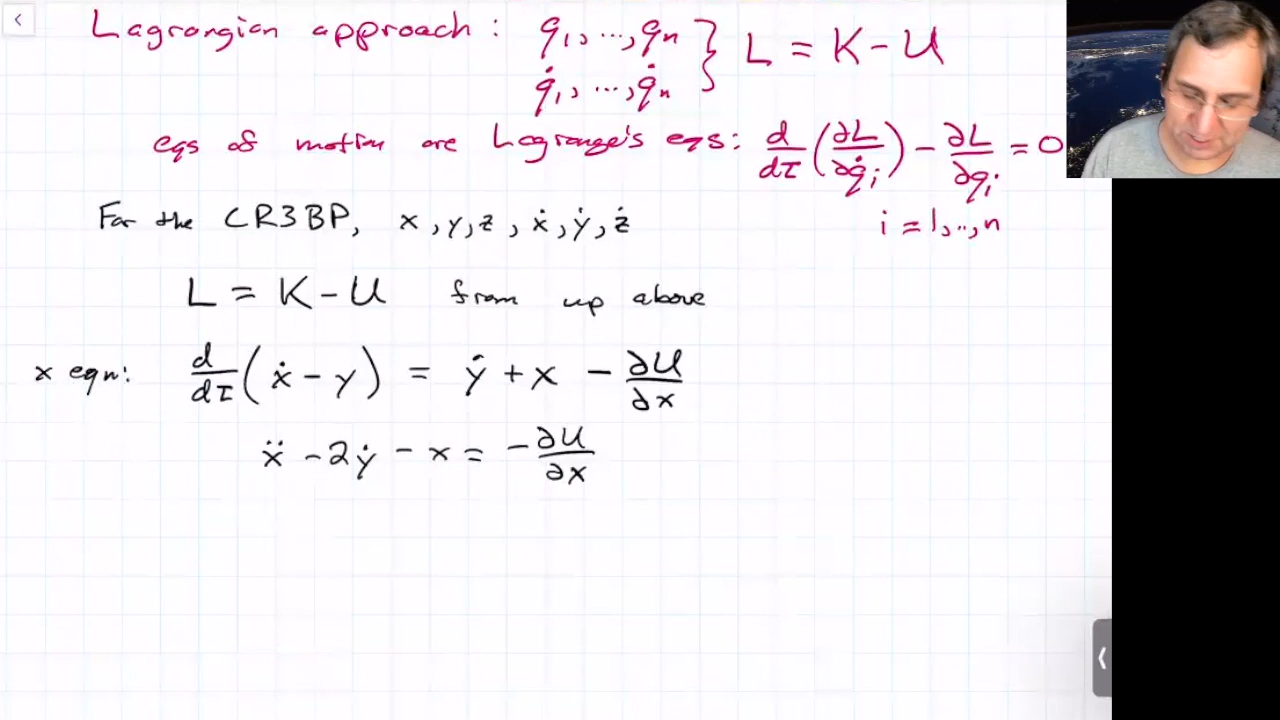 Lagrangian approach: q₁, ..., qₙ } L = K - U
q̇₁, ..., q̇ₙ
eqs of motion are Lagrange's eqs: d/dτ (∂L/∂q̇ᵢ) - ∂L/∂qᵢ = 0
i = 1, .., n
For the CR3BP, x, y, z, ẋ, ẏ, ż
L = K - U from up above
x eqn: d/dτ (ẋ - y) = ẏ + x - ∂U/∂x
ẍ - 2ẏ - x = -∂U/∂x